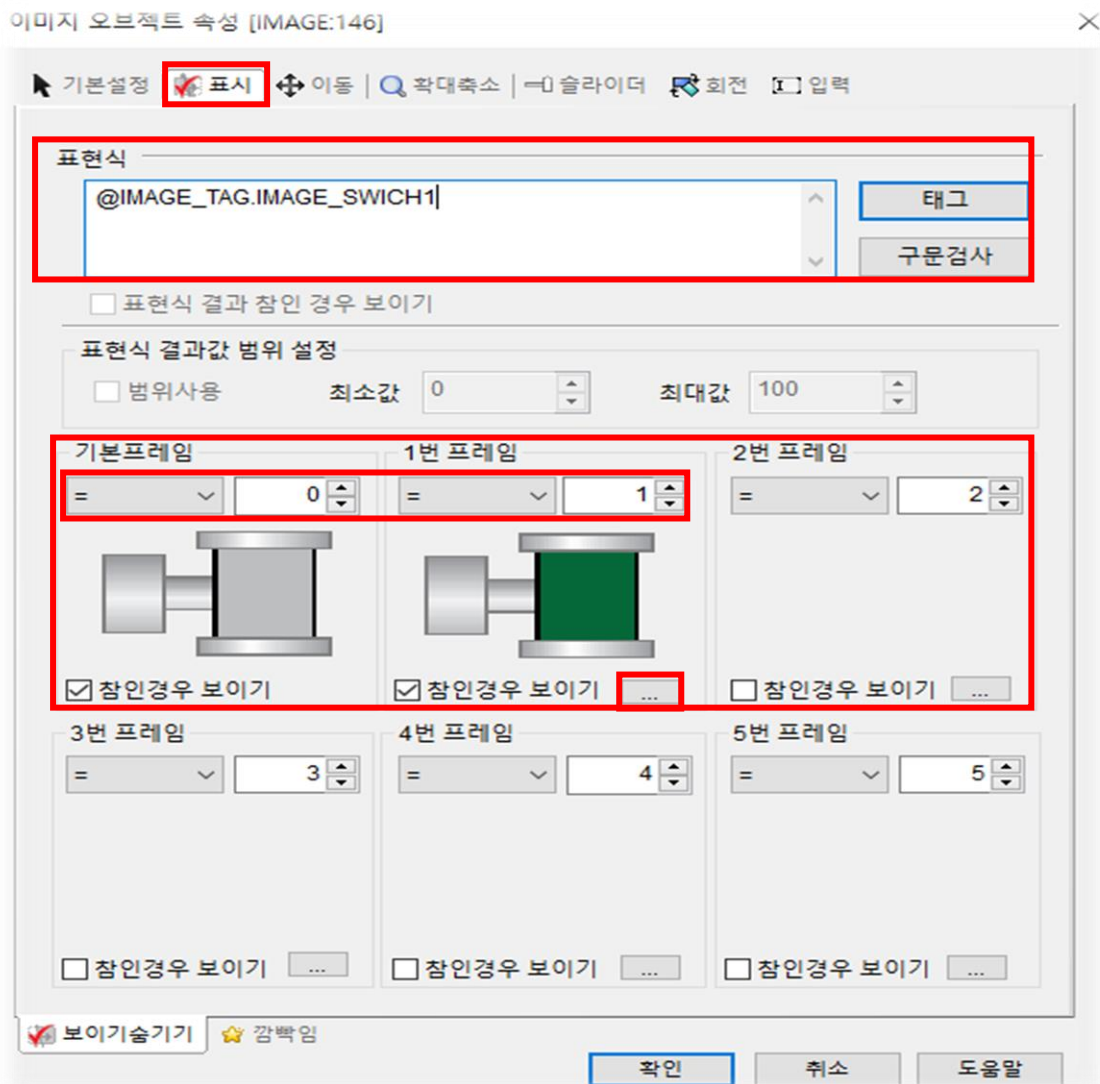 이미지 오브젝트 속성 [IMAGE:146]
기본설정 표시 이동 확대축소 슬라이더 회전 입력
표현식
@IMAGE_TAG.IMAGE_SWICH1
태그
구문검사
표현식 결과 참인 경우 보이기
표현식 결과값 범위 설정
범위사용 최소값 0 최대값 100
기본프레임 1번 프레임 2번 프레임
= 0 = 1 = 2
참인경우 보이기 참인경우 보이기 ... 참인경우 보이기 ...
3번 프레임 4번 프레임 5번 프레임
= 3 = 4 = 5
참인경우 보이기 ... 참인경우 보이기 ... 참인경우 보이기 ...
보이기숨기기 깜빡임
확인 취소 도움말